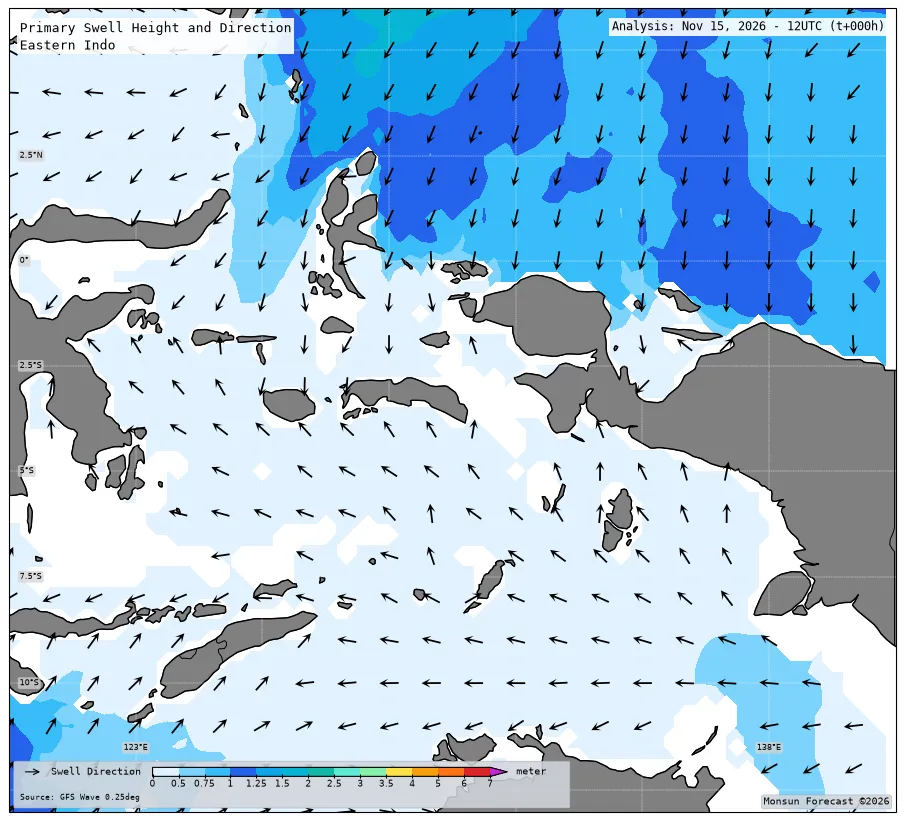 Primary Swell Height and Direction
Eastern Indo
Analysis: Nov 15, 2026 - 12UTC (t+000h)
2.5°N
0°
2.5°S
5°S
7.5°S
10°S
123°E
138°E
Swell Direction
meter
0 0.5 0.75 1 1.25 1.5 2 2.5 3 3.5 4 5 6 7
Source: GFS Wave 0.25deg
Monsun Forecast ©2026